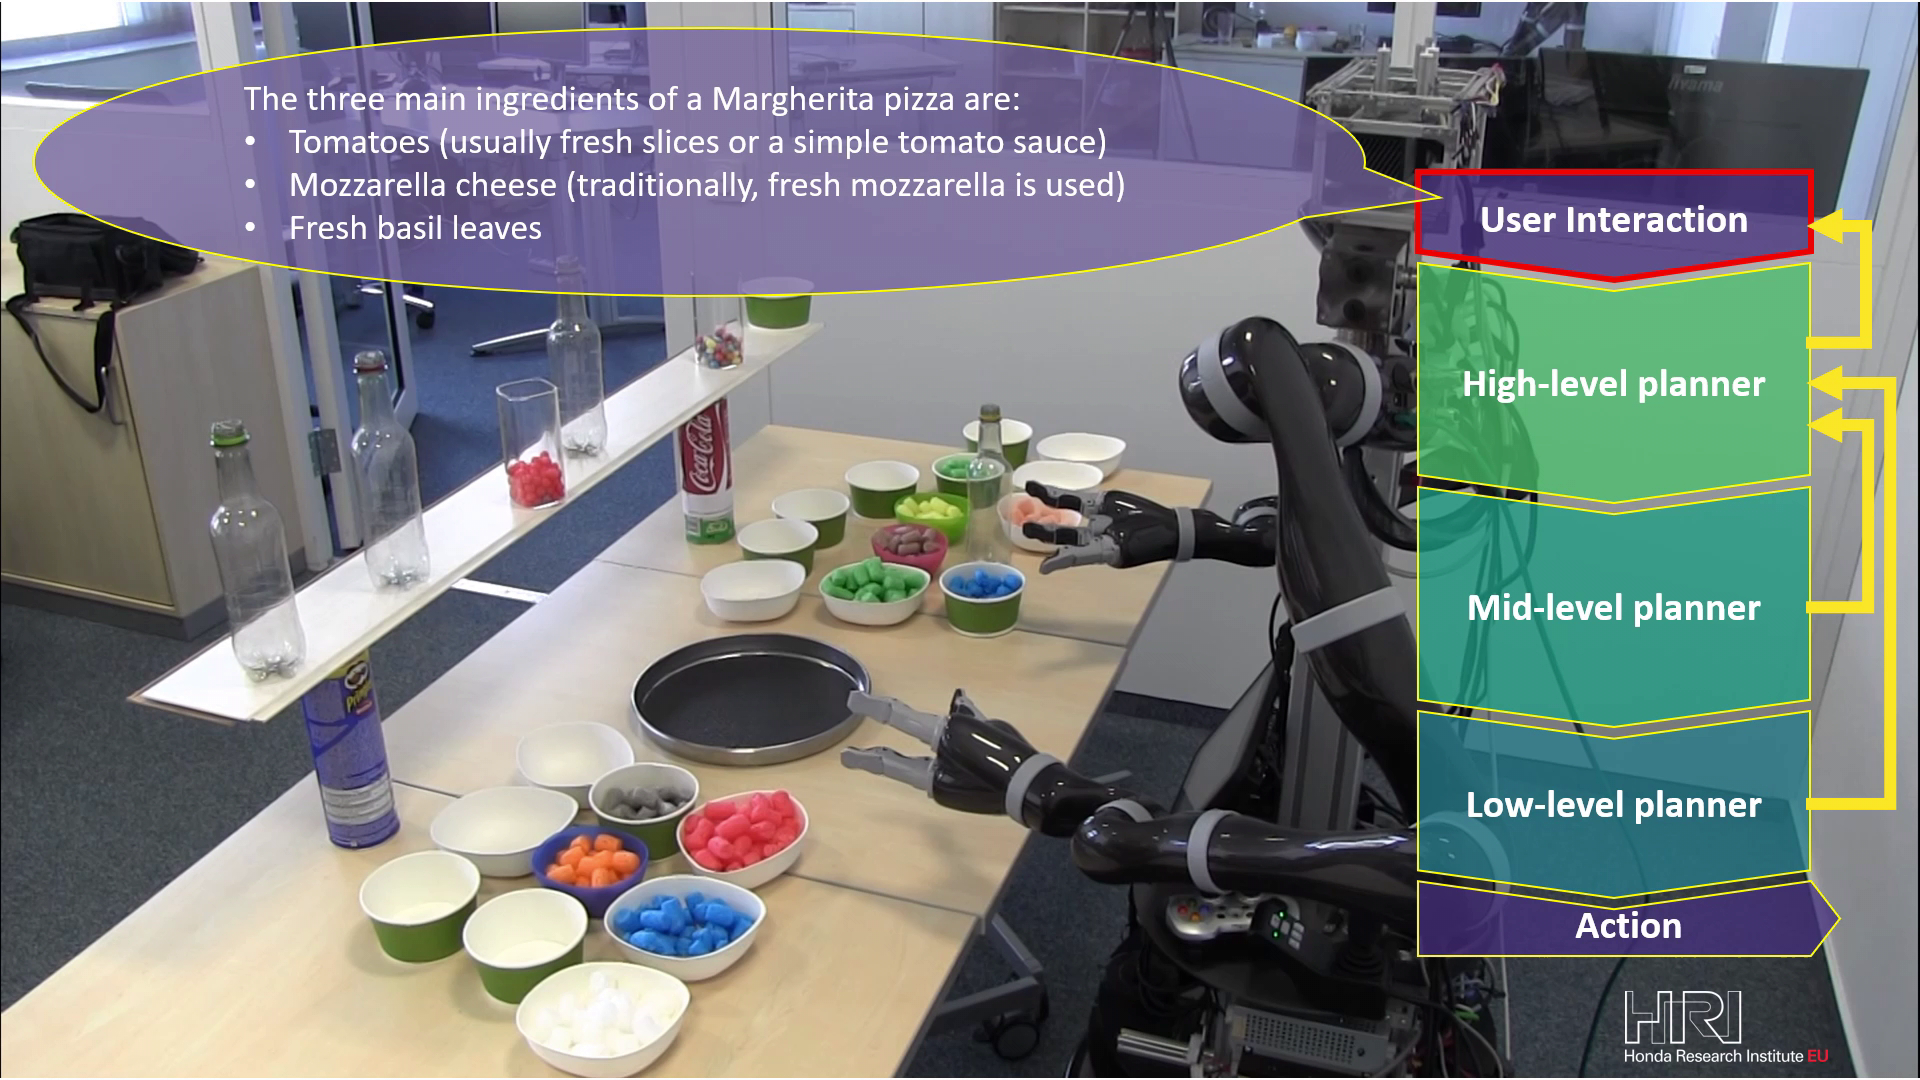 The three main ingredients of a Margherita pizza are:
• Tomatoes (usually fresh slices or a simple tomato sauce)
• Mozzarella cheese (traditionally, fresh mozzarella is used)
• Fresh basil leaves
User Interaction
High-level planner
Mid-level planner
Low-level planner
Action
iiyama
Coca-Cola
Pringles
HRI
Honda Research Institute EU